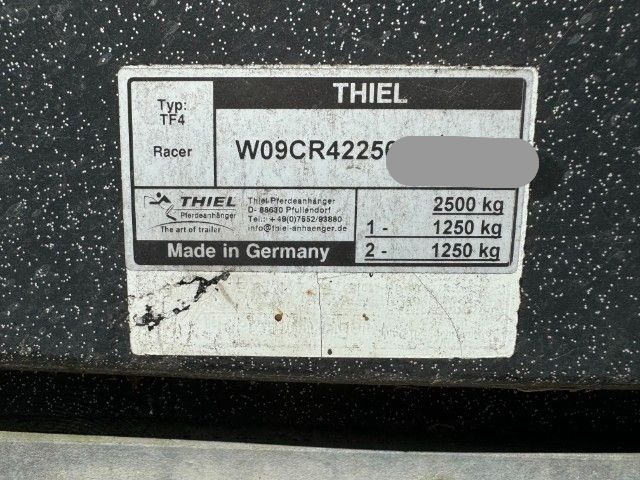 THIEL
Typ:
TF4
Racer
W09CR42256
THIEL
Pferdeanhänger
The art of trailer
Thiel Pferdeanhänger
D- 88630 Pfullendorf
Tel.: +49(0)7552/93880
info@thiel-anhaenger.de
Made in Germany
2500 kg
1 - 1250 kg
2 - 1250 kg